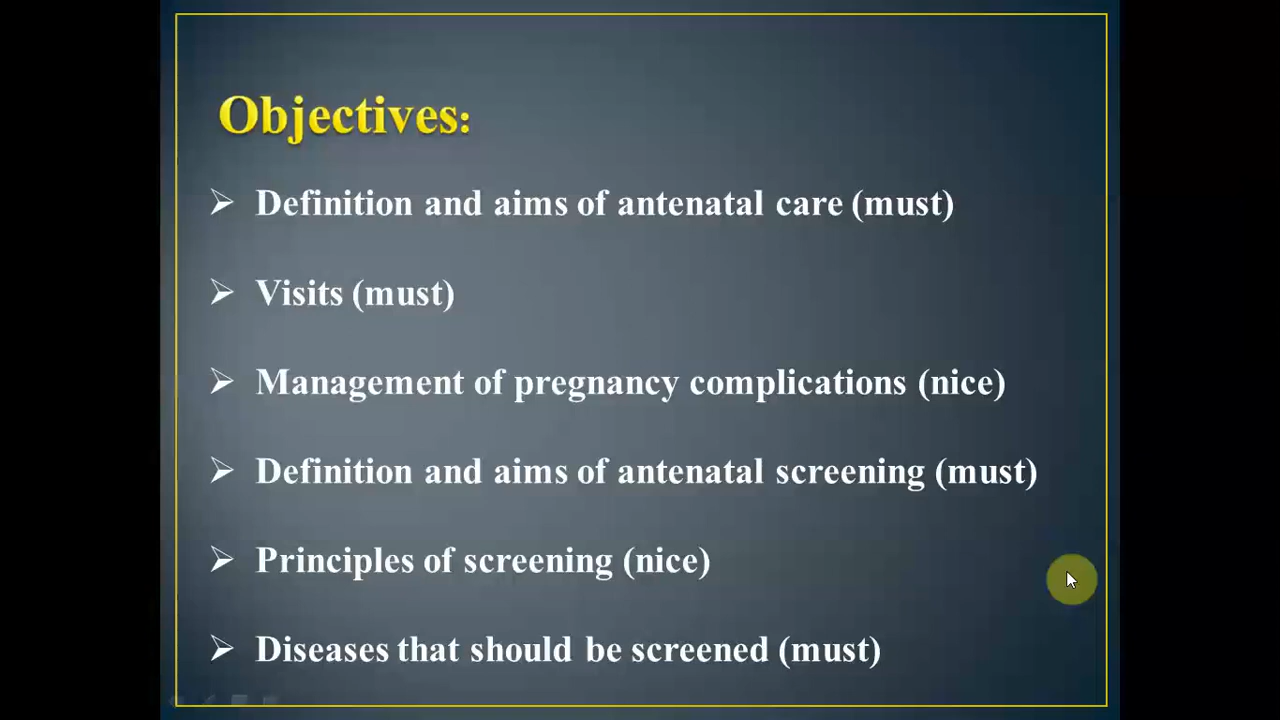 Objectives:
Definition and aims of antenatal care (must)
Visits (must)
Management of pregnancy complications (nice)
Definition and aims of antenatal screening (must)
Principles of screening (nice)
Diseases that should be screened (must)